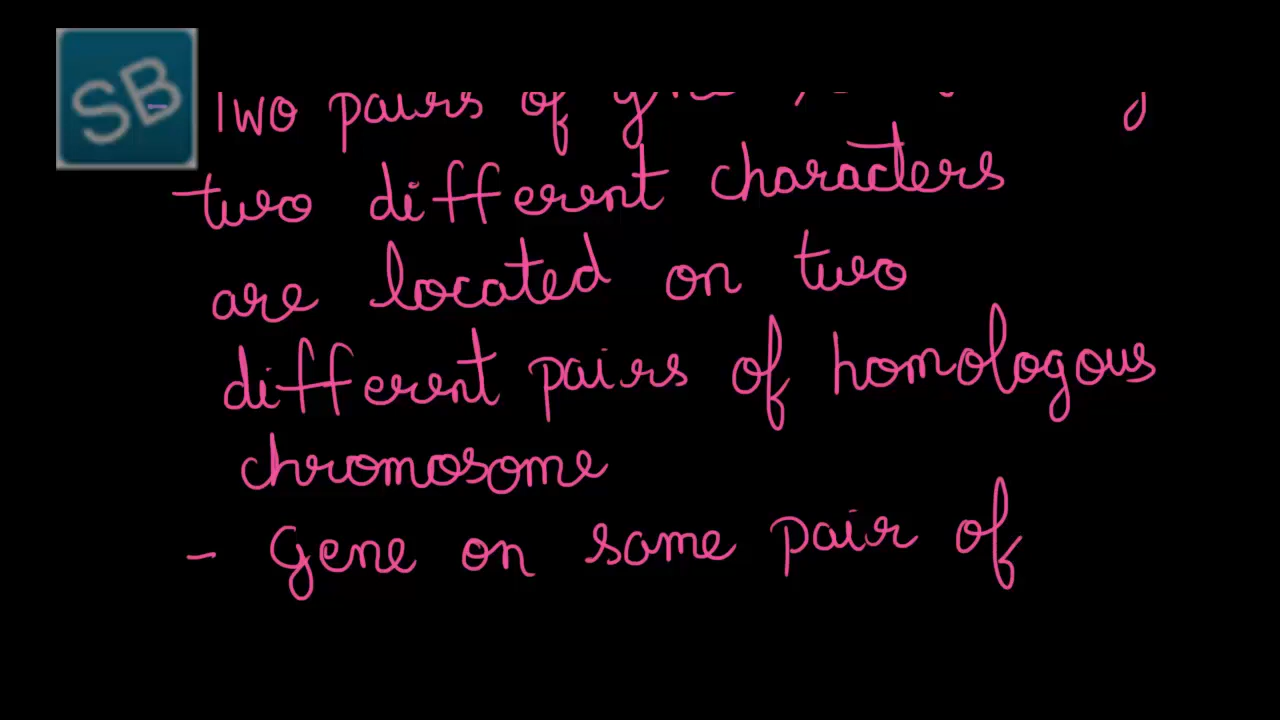 SB
Two pairs of
two different characters
are located on two
different pairs of homologous
chromosome
- Gene on same pair of